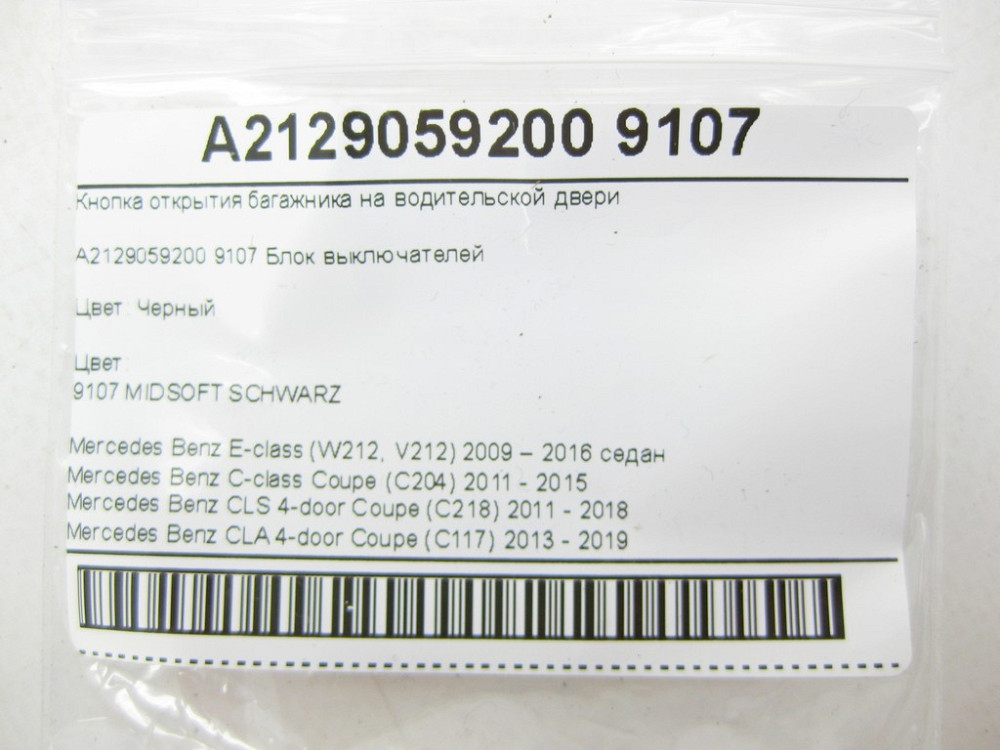 A2129059200 9107
Кнопка открытия багажника на водительской двери
A2129059200 9107 Блок выключателей
Цвет: Черный
Цвет:
9107 MIDSOFT SCHWARZ
Mercedes Benz E-class (W212, V212) 2009 – 2016 седан
Mercedes Benz C-class Coupe (C204) 2011 - 2015
Mercedes Benz CLS 4-door Coupe (C218) 2011 - 2018
Mercedes Benz CLA 4-door Coupe (C117) 2013 - 2019